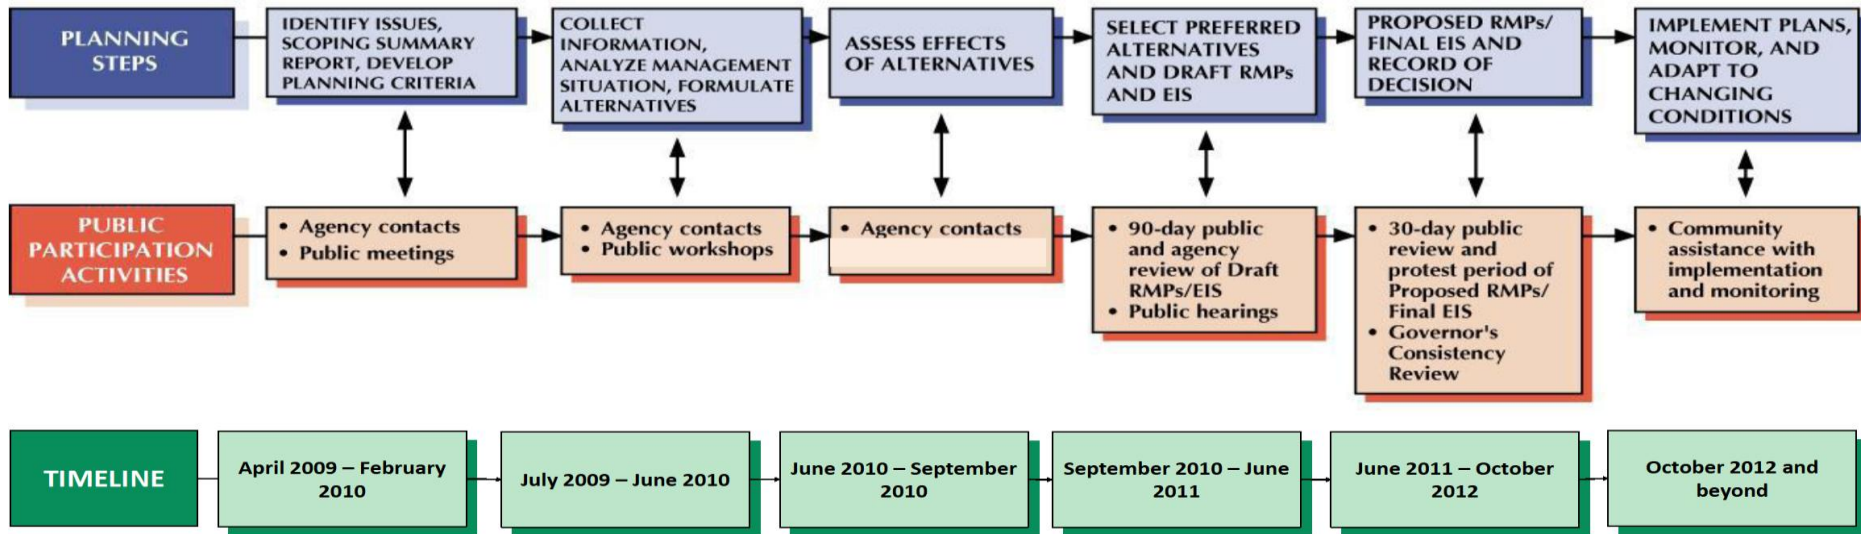 PLANNING
STEPS
IDENTIFY ISSUES,
SCOPING SUMMARY
REPORT, DEVELOP
PLANNING CRITERIA
COLLECT
INFORMATION,
ANALYZE MANAGEMENT
SITUATION, FORMULATE
ALTERNATIVES
ASSESS EFFECTS
OF ALTERNATIVES
SELECT PREFERRED
ALTERNATIVES
AND DRAFT RMPs
AND EIS
PROPOSED RMPs/
FINAL EIS AND
RECORD OF
DECISION
IMPLEMENT PLANS,
MONITOR, AND
ADAPT TO
CHANGING
CONDITIONS
PUBLIC
PARTICIPATION
ACTIVITIES
• Agency contacts
• Public meetings
• Agency contacts
• Public workshops
• Agency contacts
• 90-day public
and agency
review of Draft
RMPs/EIS
• Public hearings
• 30-day public
review and
protest period of
Proposed RMPs/
Final EIS
• Governor's
Consistency
Review
• Community
assistance with
implementation
and monitoring
TIMELINE
April 2009 – February
2010
July 2009 – June 2010
June 2010 – September
2010
September 2010 – June
2011
June 2011 – October
2012
October 2012 and
beyond